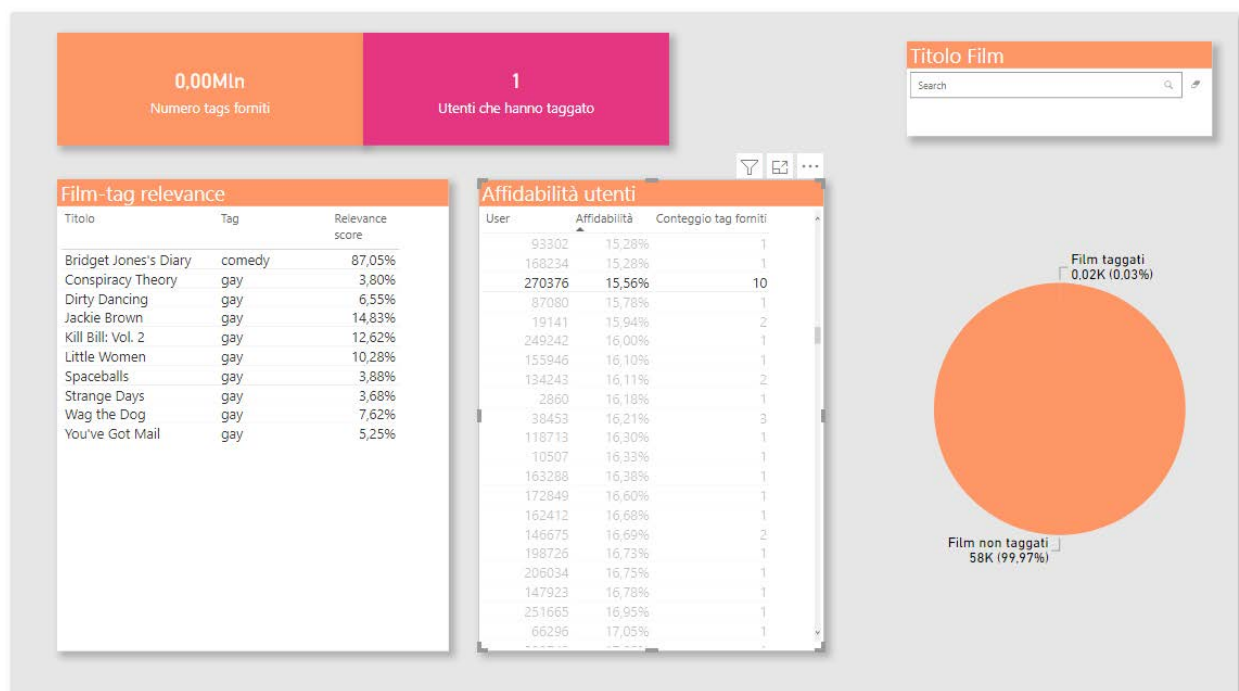 0,00Mln
Numero tags forniti
1
Utenti che hanno taggato
Titolo Film
Search
Film-tag relevance
Titolo Tag Relevance score
Bridget Jones's Diary comedy 87,05%
Conspiracy Theory gay 3,80%
Dirty Dancing gay 6,55%
Jackie Brown gay 14,83%
Kill Bill: Vol. 2 gay 12,62%
Little Women gay 10,28%
Spaceballs gay 3,88%
Strange Days gay 3,68%
Wag the Dog gay 7,62%
You've Got Mail gay 5,25%
Affidabilità utenti
User Affidabilità Conteggio tag forniti
93302 15,28% 1
168234 15,28% 1
270376 15,56% 10
87080 15,78% 1
19141 15,94% 2
249242 16,00% 1
155946 16,10% 1
134243 16,11% 2
2860 16,18% 1
38453 16,21% 3
118713 16,30% 1
10507 16,33% 1
163288 16,38% 1
172849 16,60% 1
162412 16,68% 1
146675 16,69% 2
198726 16,73% 1
206034 16,75% 1
147923 16,78% 1
251665 16,95% 1
66296 17,05% 1
Film taggati
0,02K (0,03%)
Film non taggati
58K (99,97%)